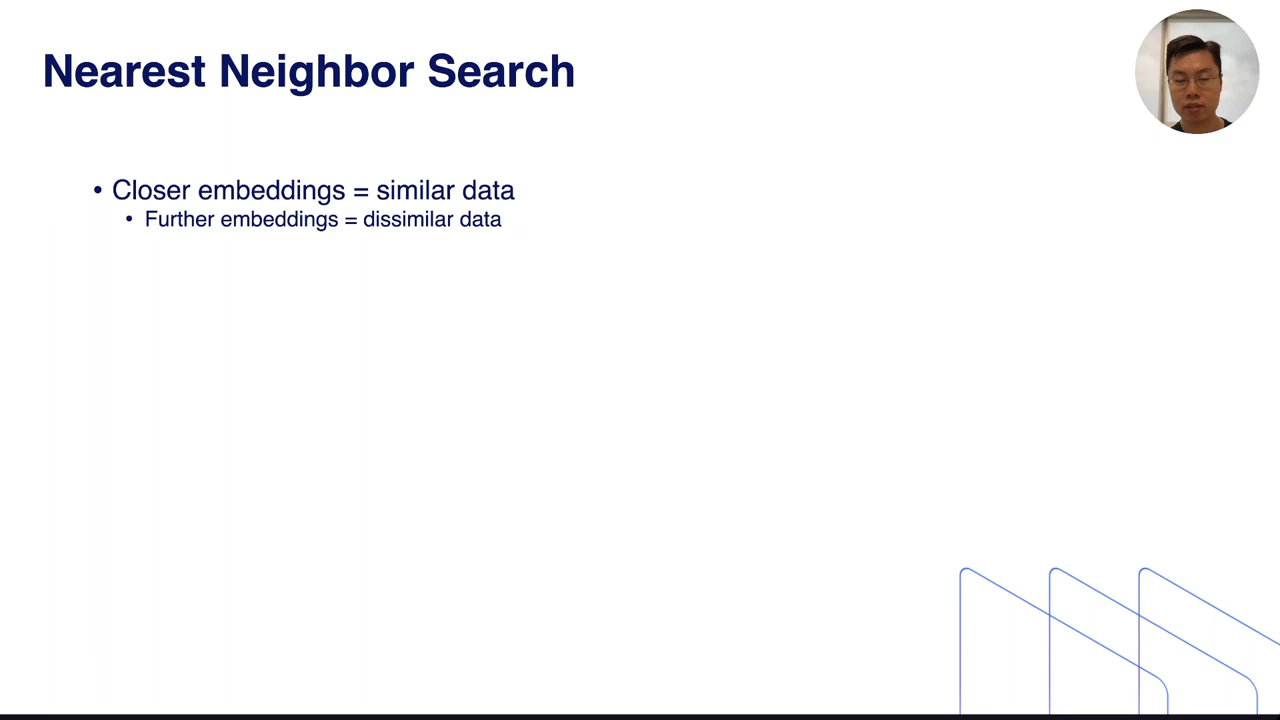 Nearest Neighbor Search
• Closer embeddings = similar data
• Further embeddings = dissimilar data